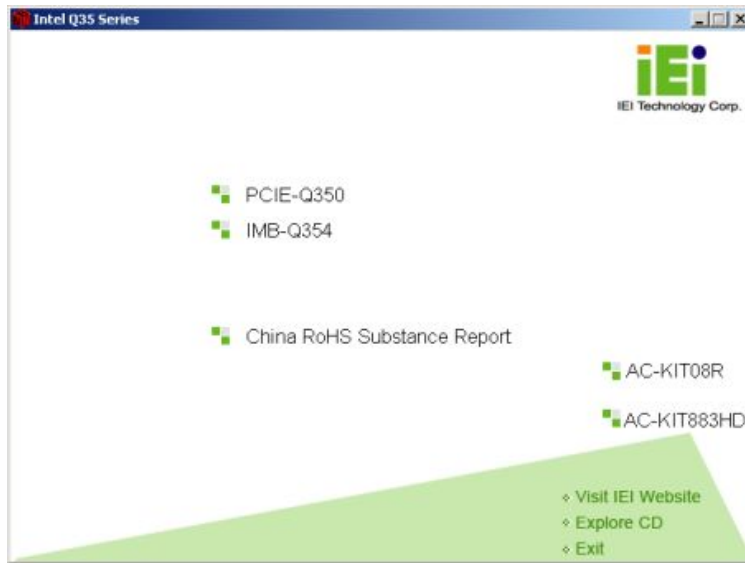 Intel Q35 Series
iEi
IEI Technology Corp.
PCIE-Q350
IMB-Q354
China RoHS Substance Report
AC-KIT08R
AC-KIT883HD
Visit IEI Website
Explore CD
Exit